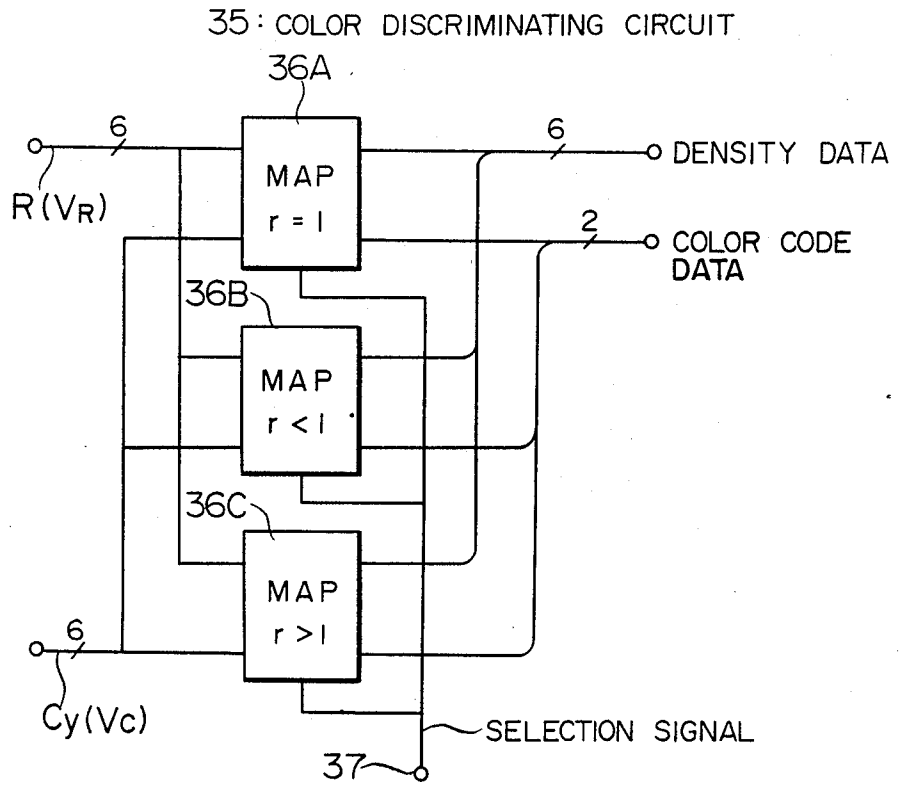 35: COLOR DISCRIMINATING CIRCUIT
36A
6
6
MAP
r = 1
DENSITY DATA
R(VR)
2
COLOR CODE
DATA
36B
MAP
r < 1
36C
MAP
r > 1
6
Cy(Vc)
SELECTION SIGNAL
37